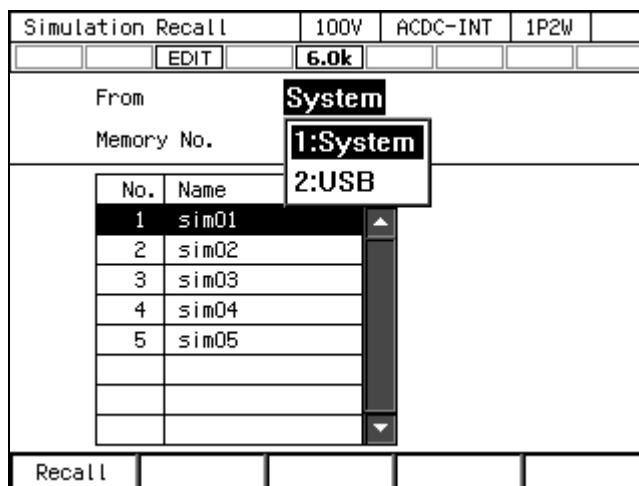 Simulation Recall 100V ACDC-INT 1P2W
EDIT 6.0k
From System
Memory No.
1:System
2:USB
No. Name
1 sim01
2 sim02
3 sim03
4 sim04
5 sim05
Recall